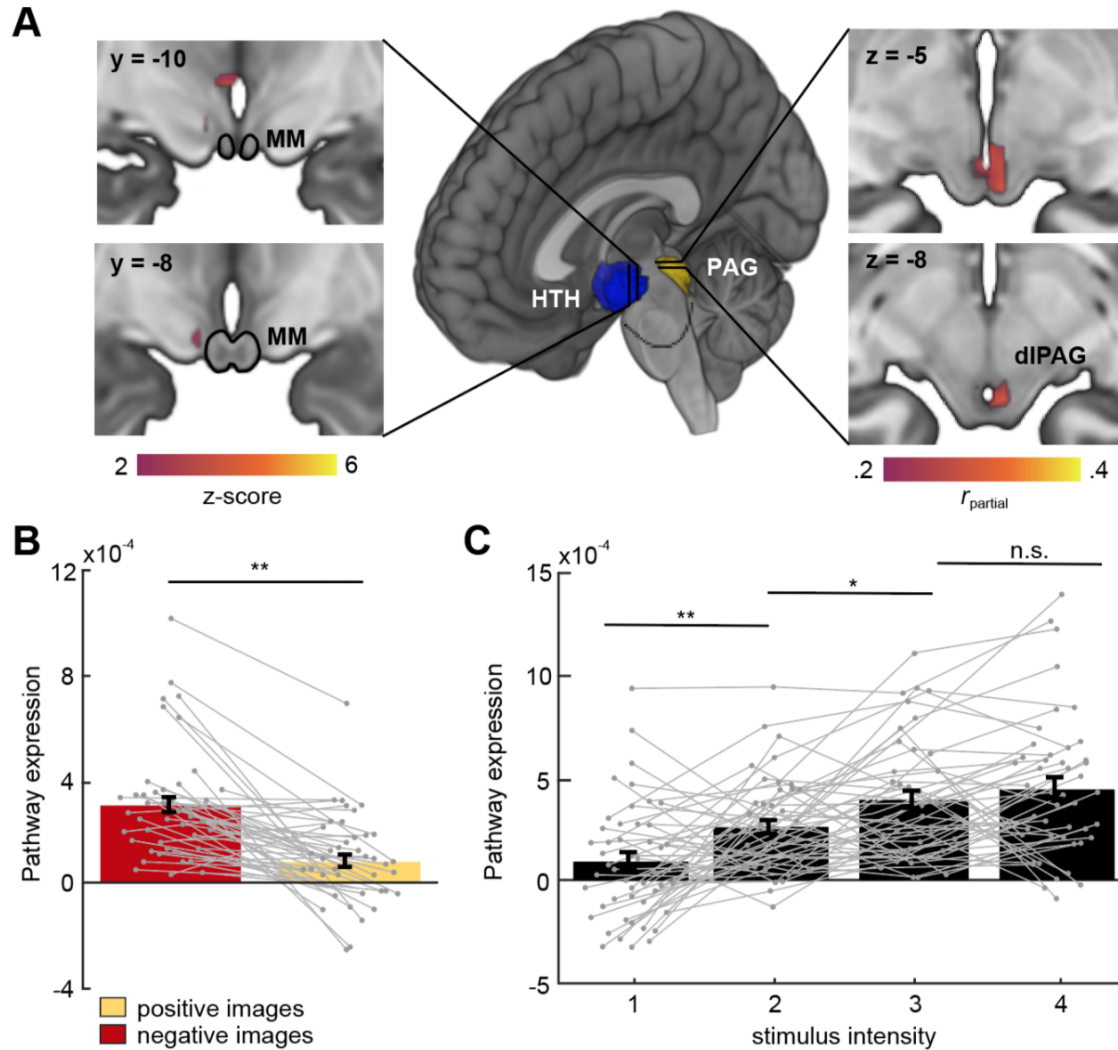 A
y = -10
MM
y = -8
MM
2
6
z-score
HTH
PAG
z = -5
z = -8
dlPAG
.2
.4
r partial
B
x10-4
12
8
4
0
-4
Pathway expression
**
positive images
negative images
C
x10-4
15
10
5
0
-5
Pathway expression
**
*
n.s.
1
2
3
4
stimulus intensity